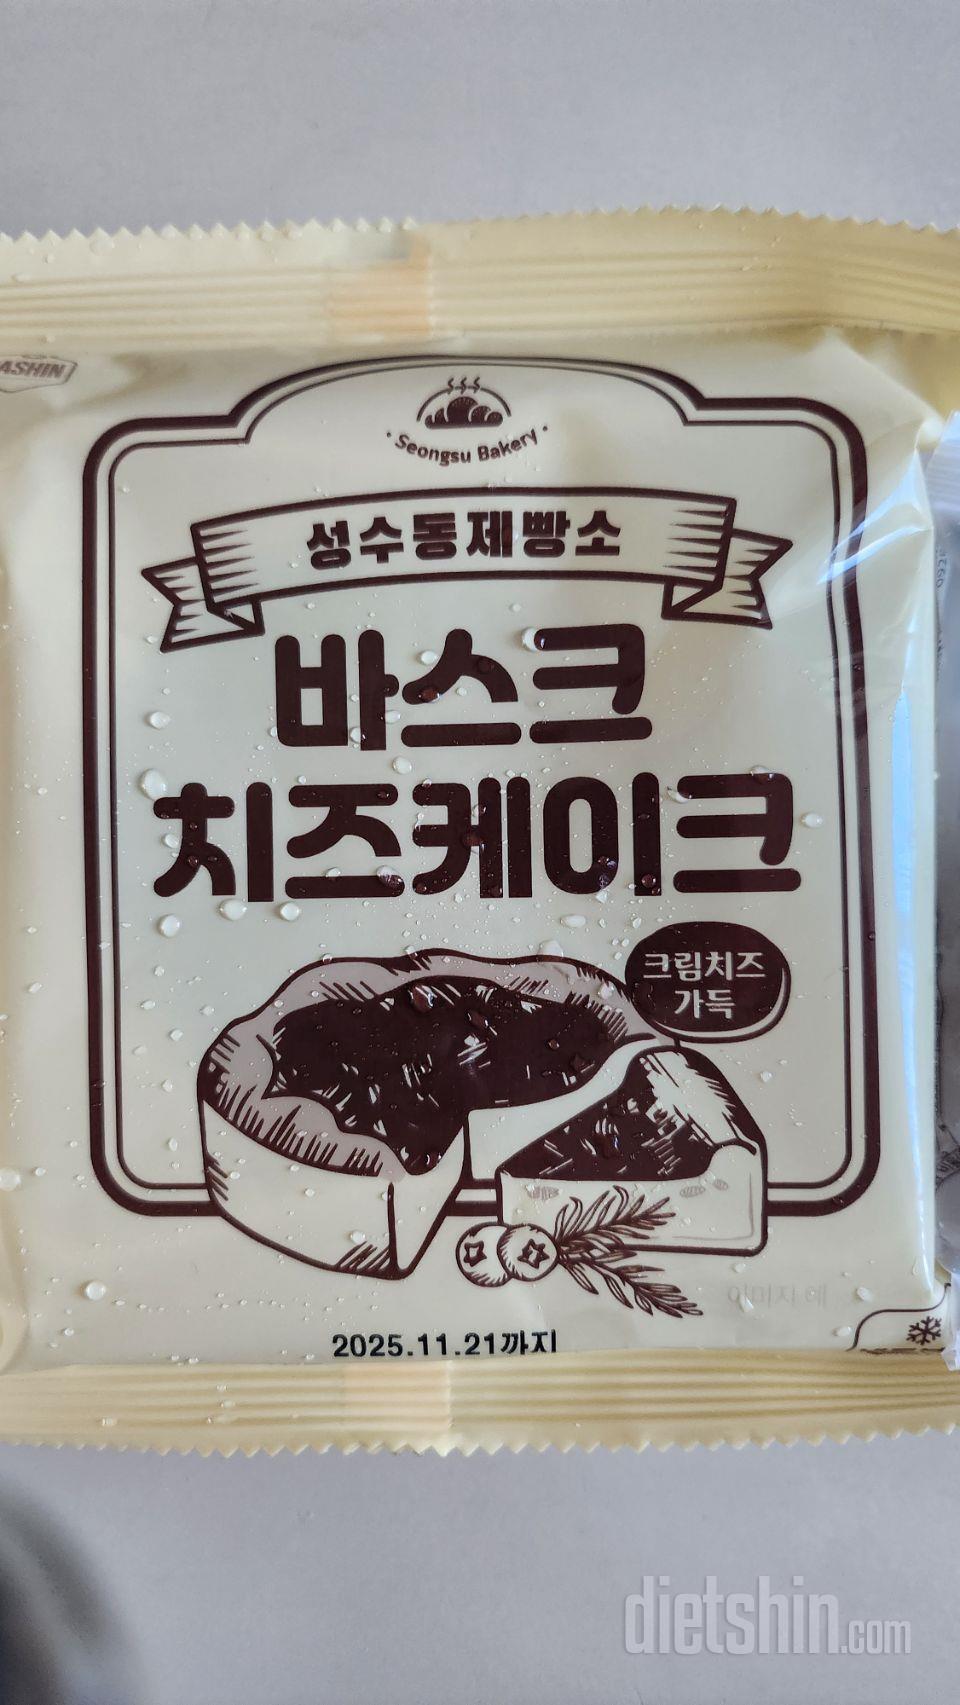 ASHIN
Seongsu Bakery
성수동제빵소
바스크
치즈케이크
크림치즈
가득
이미지 예
2025.11.21까지
dietshin.com